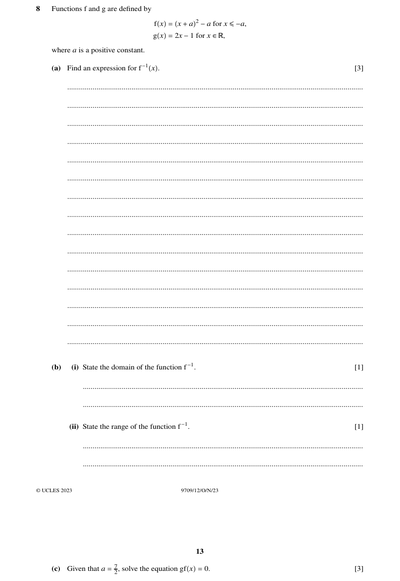 8 Functions f and g are defined by
f(x) = (x + a)² − a for x ⩽ −a,
g(x) = 2x − 1 for x ∈ ℝ,
where a is a positive constant.
(a) Find an expression for f⁻¹(x). [3]
(b) (i) State the domain of the function f⁻¹. [1]
(ii) State the range of the function f⁻¹. [1]
© UCLES 2023 9709/12/O/N/23
13
(c) Given that a = 7/2, solve the equation gf(x) = 0. [3]